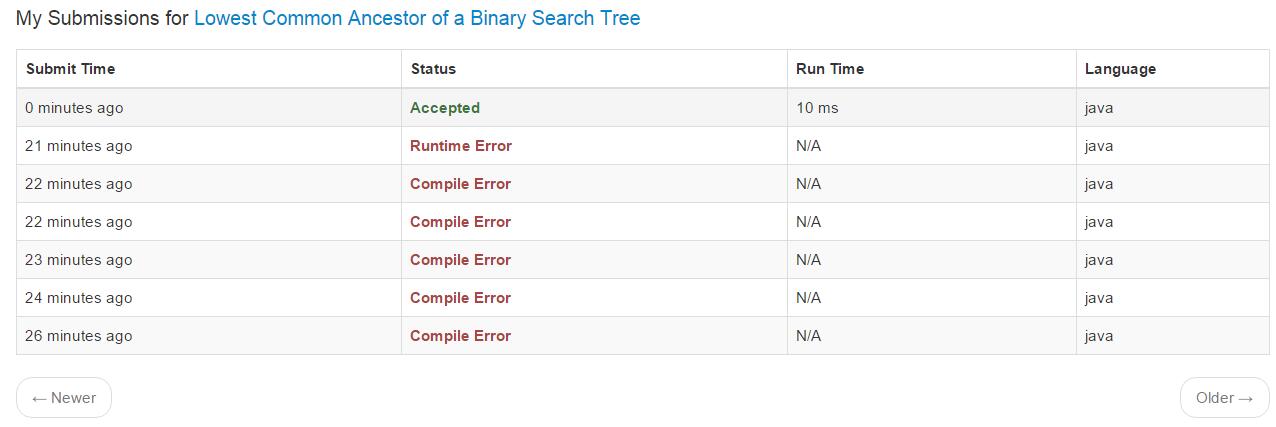 My Submissions for Lowest Common Ancestor of a Binary Search Tree
Submit Time Status Run Time Language
0 minutes ago Accepted 10 ms java
21 minutes ago Runtime Error N/A java
22 minutes ago Compile Error N/A java
22 minutes ago Compile Error N/A java
23 minutes ago Compile Error N/A java
24 minutes ago Compile Error N/A java
26 minutes ago Compile Error N/A java
← Newer Older →